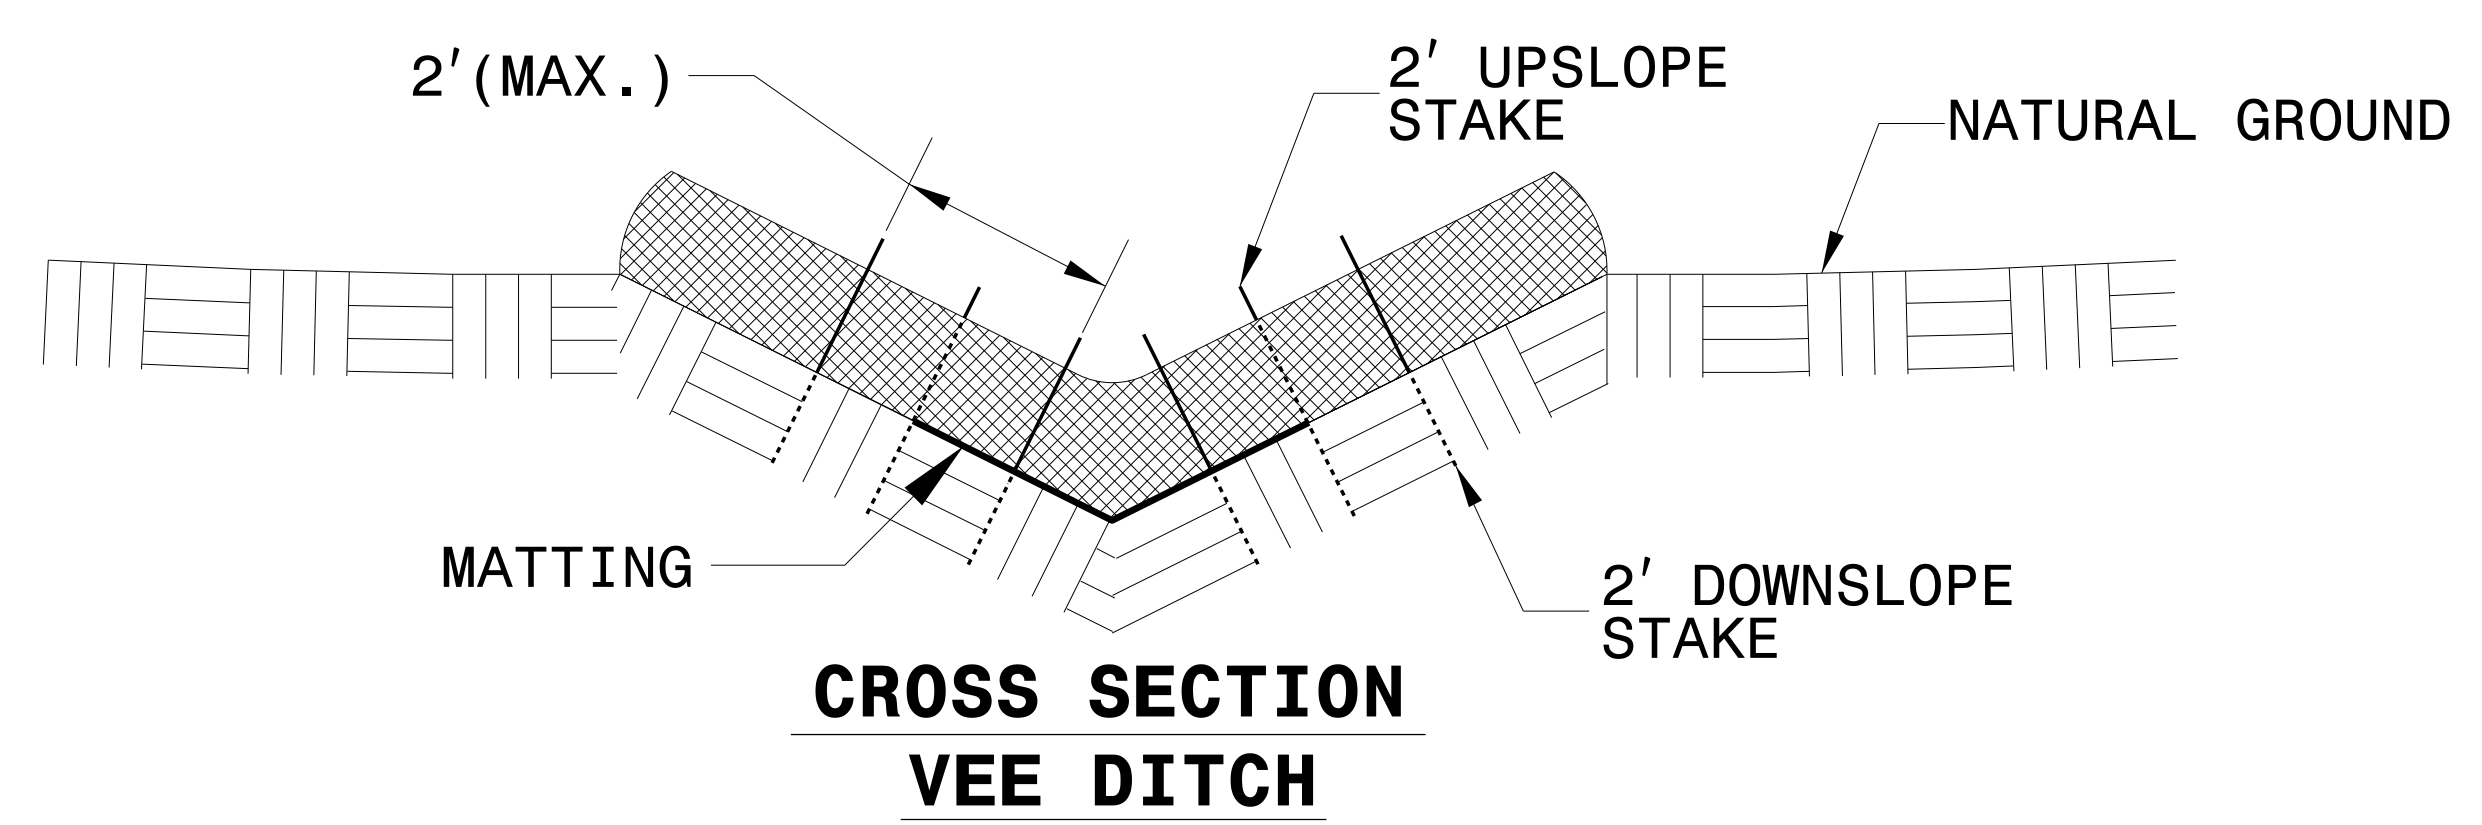 2'(MAX.)
2' UPSLOPE
STAKE
NATURAL GROUND
MATTING
2' DOWNSLOPE
STAKE
CROSS SECTION
VEE DITCH